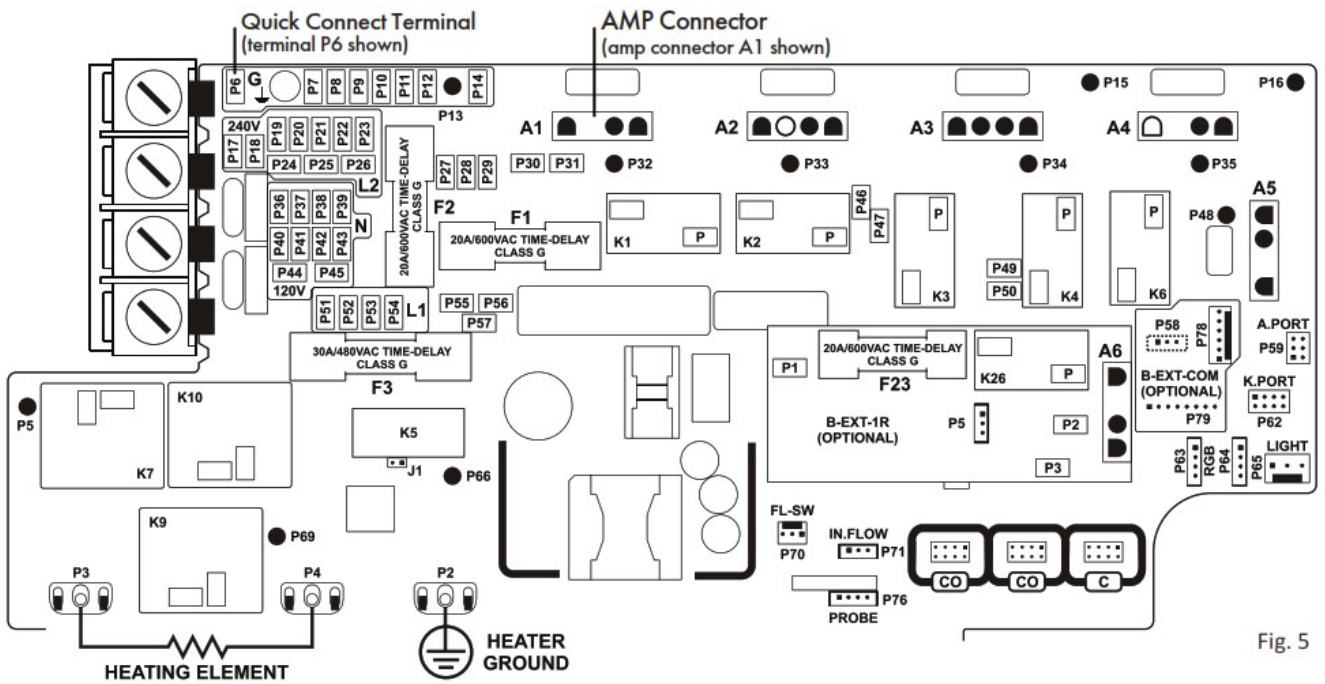 Quick Connect Terminal
(terminal P6 shown)
AMP Connector
(amp connector A1 shown)
P6 G P7 P8 P9 P10 P11 P12 P13 P14
P15 P16
240V
P17 P18 P19 P20 P21 P22 P23
P24 P25 P26
L2
A1 A2 A3 A4
P27 P28 P29 P30 P31 P32 P33 P34 P35
A5
P36 P37 P38 P39 N
P40 P41 P42 P43
P44 P45
120V
20A/600VAC TIME-DELAY
CLASS G
F2
F1
20A/600VAC TIME-DELAY
CLASS G
K1 P
K2 P
P46
P47
P K3
P49
P50
P K4
P K6
P48
P51 P52 P53 P54 L1
P55 P56
P57
30A/480VAC TIME-DELAY
CLASS G
F3
P1
20A/600VAC TIME-DELAY
CLASS G
F23
K26 P
A6
B-EXT-1R
(OPTIONAL)
P5
P2
P3
P58
P78
B-EXT-COM
(OPTIONAL)
P79
A.PORT
P59
K.PORT
P62
P63
RGB
P64
P65
LIGHT
P5
K7
K10
K5
J1
P66
K9
P69
FL-SW
P70
IN.FLOW
P71
P76
PROBE
CO CO C
P3 P4 P2
HEATING ELEMENT
HEATER
GROUND
Fig. 5